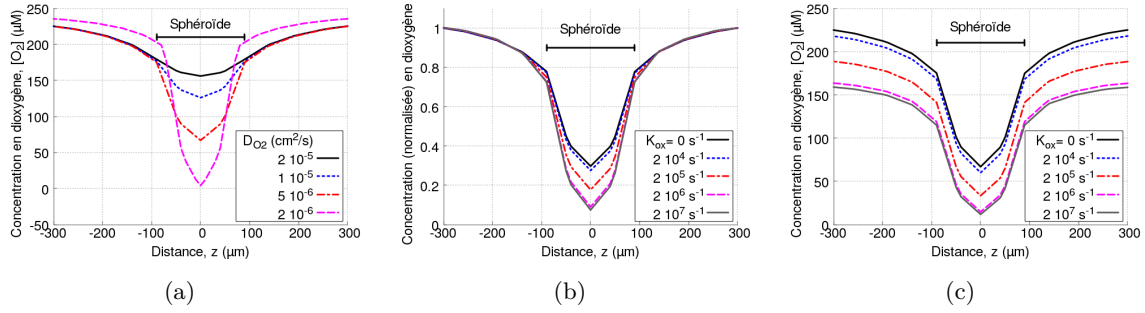 Concentration en dioxygène, [O₂] (µM)
250
200
150
100
50
0
-50
Sphéroïde
D_O2 (cm²/s)
2 10⁻⁵
1 10⁻⁵
5 10⁻⁶
2 10⁻⁶
-300 -200 -100 0 100 200 300
Distance, z (µm)
(a)
Concentration (normalisée) en dioxygène
1
0.8
0.6
0.4
0.2
0
Sphéroïde
K_ox= 0 s⁻¹
2 10⁴ s⁻¹
2 10⁵ s⁻¹
2 10⁶ s⁻¹
2 10⁷ s⁻¹
-300 -200 -100 0 100 200 300
Distance, z (µm)
(b)
Concentration en dioxygène, [O₂] (µM)
250
200
150
100
50
0
Sphéroïde
K_ox= 0 s⁻¹
2 10⁴ s⁻¹
2 10⁵ s⁻¹
2 10⁶ s⁻¹
2 10⁷ s⁻¹
-300 -200 -100 0 100 200 300
Distance, z (µm)
(c)